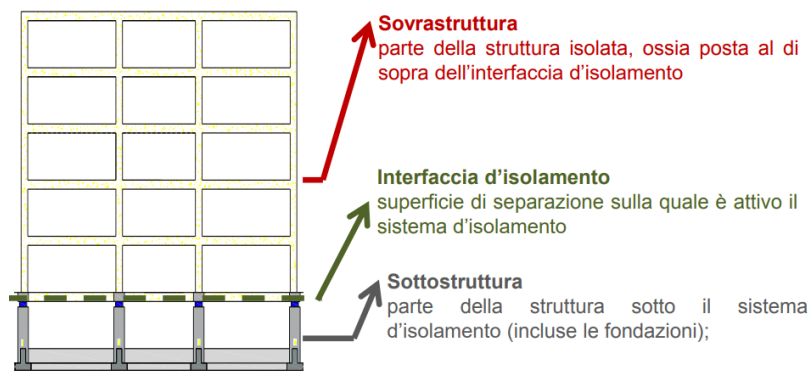 Sovrastruttura
parte della struttura isolata, ossia posta al di
sopra dell'interfaccia d'isolamento
Interfaccia d'isolamento
superficie di separazione sulla quale è attivo il
sistema d'isolamento
Sottostruttura
parte della struttura sotto il sistema
d'isolamento (incluse le fondazioni);